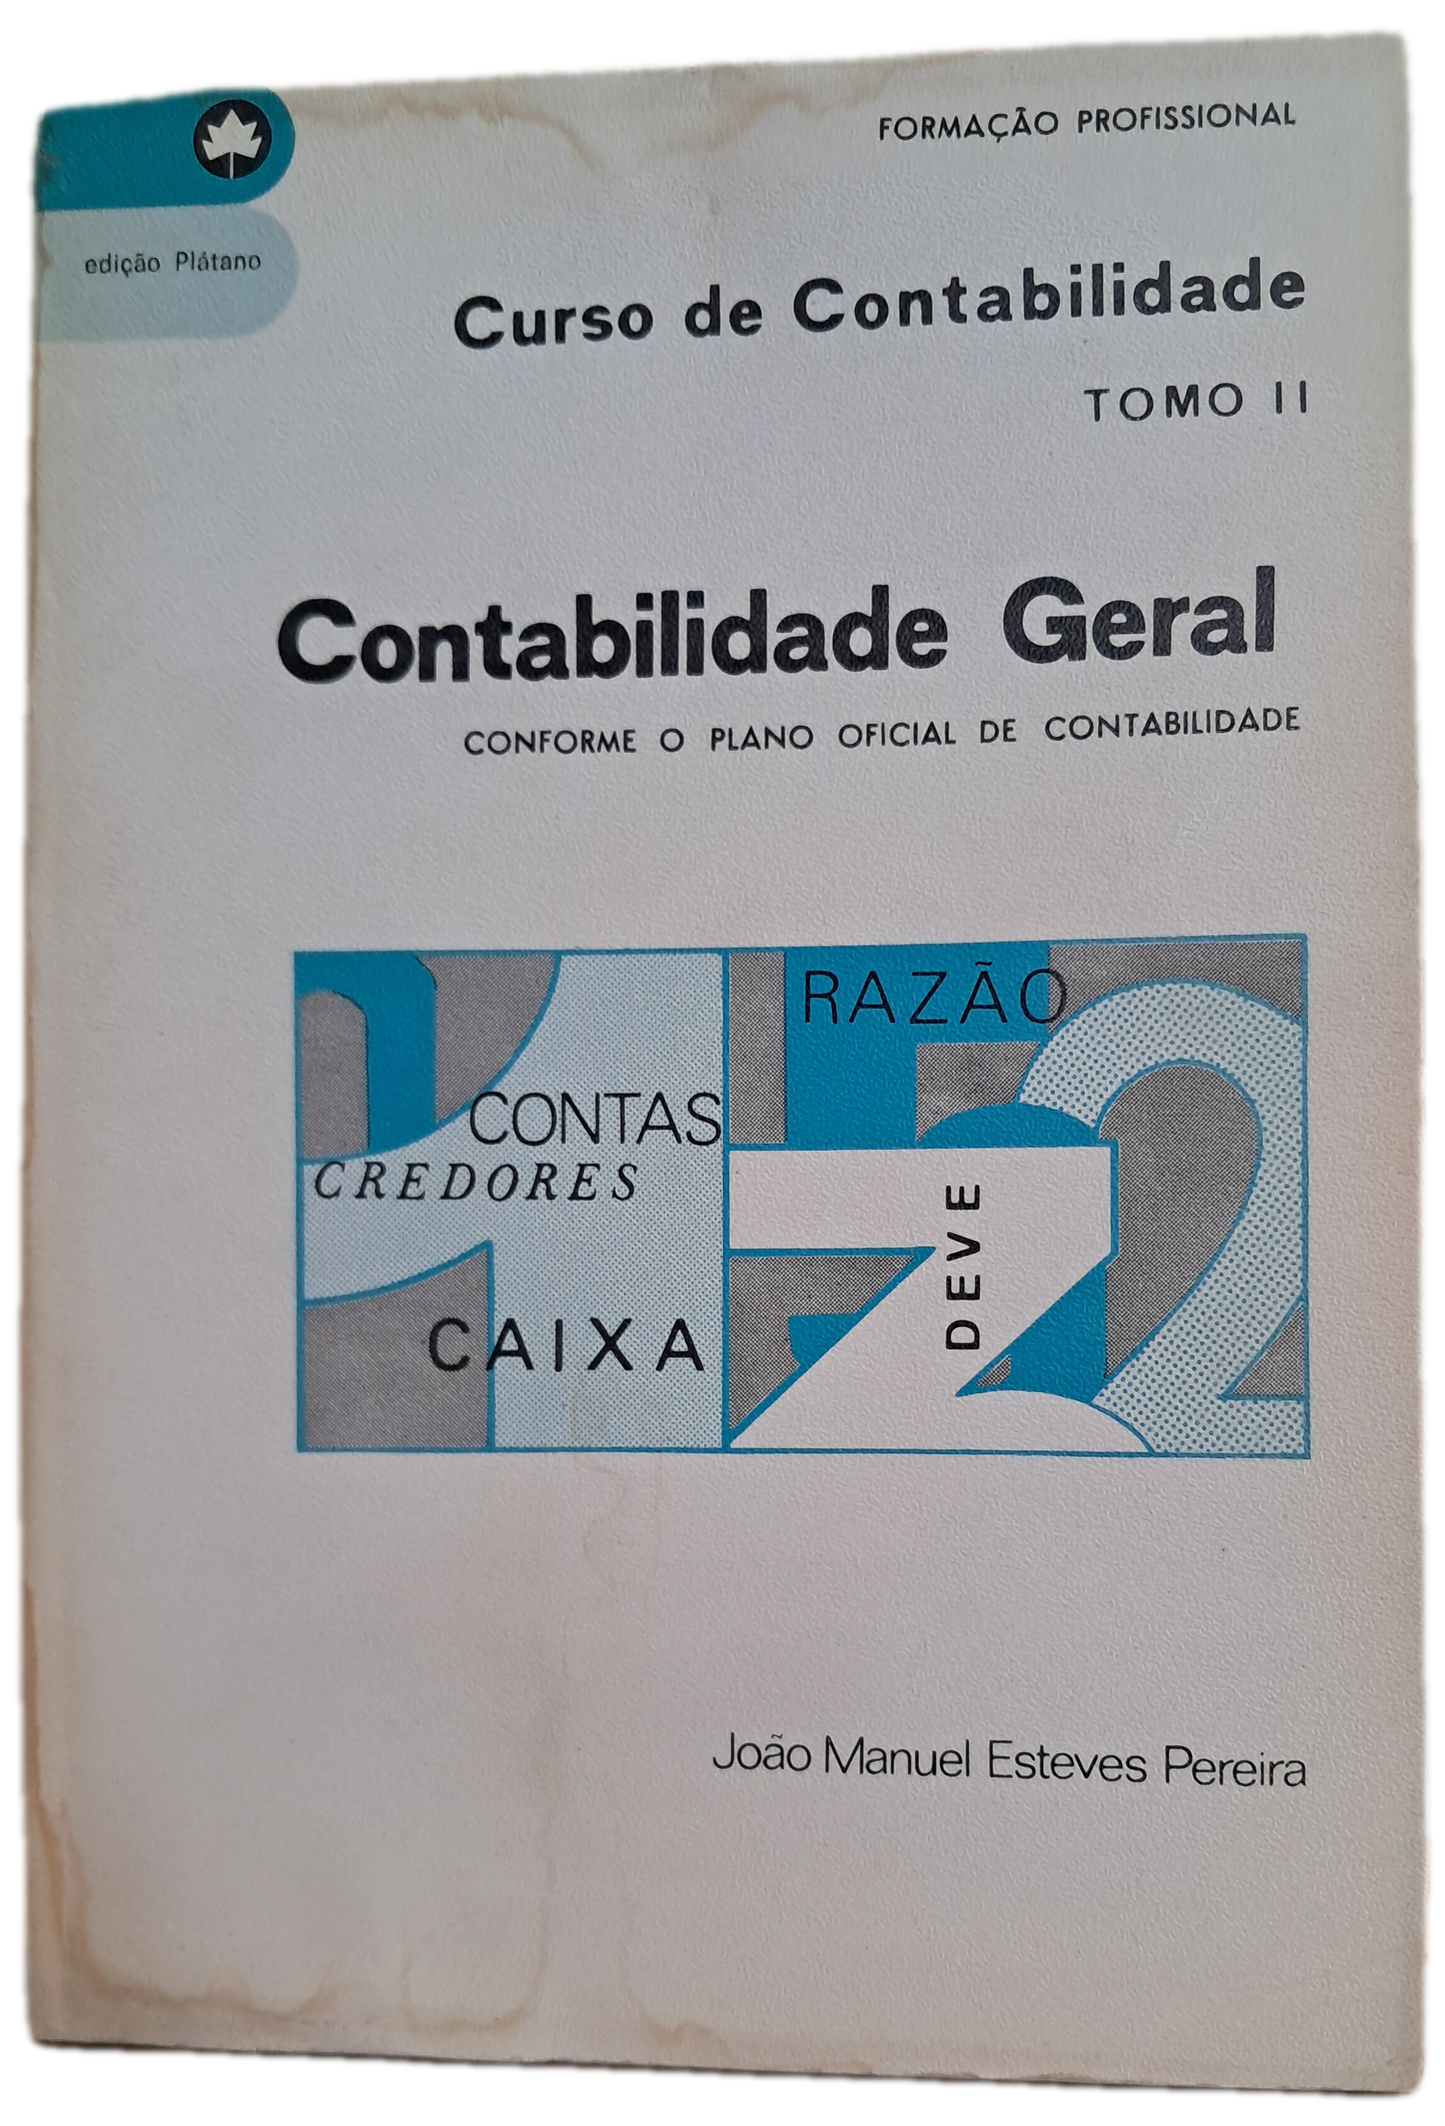 FORMAÇÃO PROFISSIONAL
edição Plátano
Curso de Contabilidade
TOMO II
Contabilidade Geral
CONFORME O PLANO OFICIAL DE CONTABILIDADE
RAZÃO
CONTAS
CREDORES
DEVE
CAIXA
João Manuel Esteves Pereira